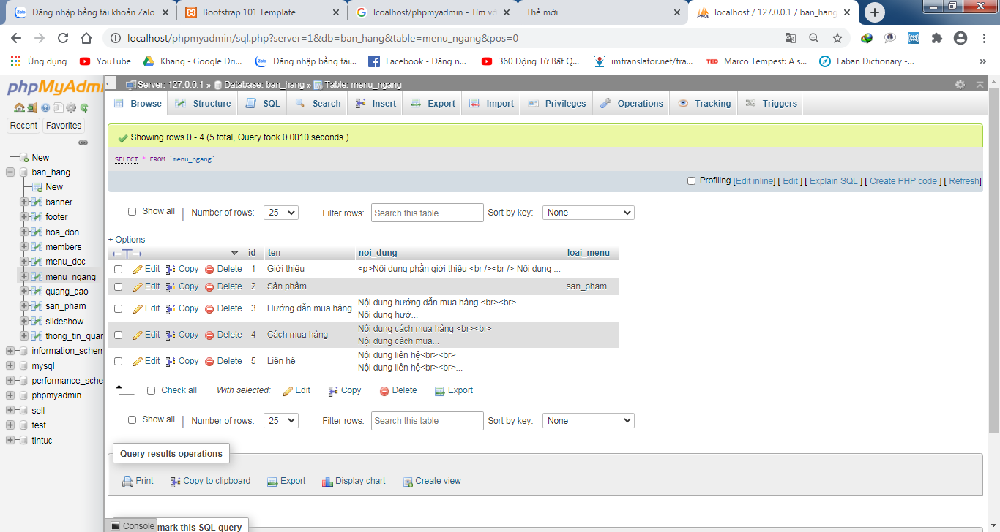 Đăng nhập bằng tài khoản Zalo
Bootstrap 101 Template
lcoalhost/phpmyadmin - Tìm vớ
Thẻ mới
localhost / 127.0.0.1 / ban_hang
localhost/phpmyadmin/sql.php?server=1&db=ban_hang&table=menu_ngang&pos=0
Ứng dụng YouTube Khang - Google Dri... Đăng nhập bằng tài... Facebook - Đăng n... 360 Động Từ Bất Q... imtranslator.net/tra... TED Marco Tempest: A s... Laban Dictionary -... »
phpMyAdmi
Recent Favorites
New
ban_hang
New
banner
footer
hoa_don
members
menu_doc
menu_ngang
quang_cao
san_pham
slideshow
thong_tin_quan
information_schem
mysql
performance_sche
phpmyadmin
sell
test
tintuc
Server: 127.0.0.1 » Database: ban_hang » Table: menu_ngang
Browse Structure SQL Search Insert Export Import Privileges Operations Tracking Triggers
Showing rows 0 - 4 (5 total, Query took 0.0010 seconds.)
SELECT * FROM `menu_ngang`
Profiling [Edit inline] [ Edit ] [ Explain SQL ] [ Create PHP code ] [ Refresh]
Show all Number of rows: 25 Filter rows: Search this table Sort by key: None
+ Options
←T→ id ten noi_dung loai_menu
Edit Copy Delete 1 Giới thiệu <p>Nội dung phần giới thiệu <br /><br /> Nội dung ...
Edit Copy Delete 2 Sản phẩm san_pham
Edit Copy Delete 3 Hướng dẫn mua hàng Nội dung hướng dẫn mua hàng <br><br>
Nội dung hướ...
Edit Copy Delete 4 Cách mua hàng Nội dung cách mua hàng <br><br>
Nội dung cách mua...
Edit Copy Delete 5 Liên hệ Nội dung liên hệ<br><br>
Nội dung liên hệ<br><br>...
Check all With selected: Edit Copy Delete Export
Show all Number of rows: 25 Filter rows: Search this table Sort by key: None
Query results operations
Print Copy to clipboard Export Display chart Create view
Console mark this SQL query